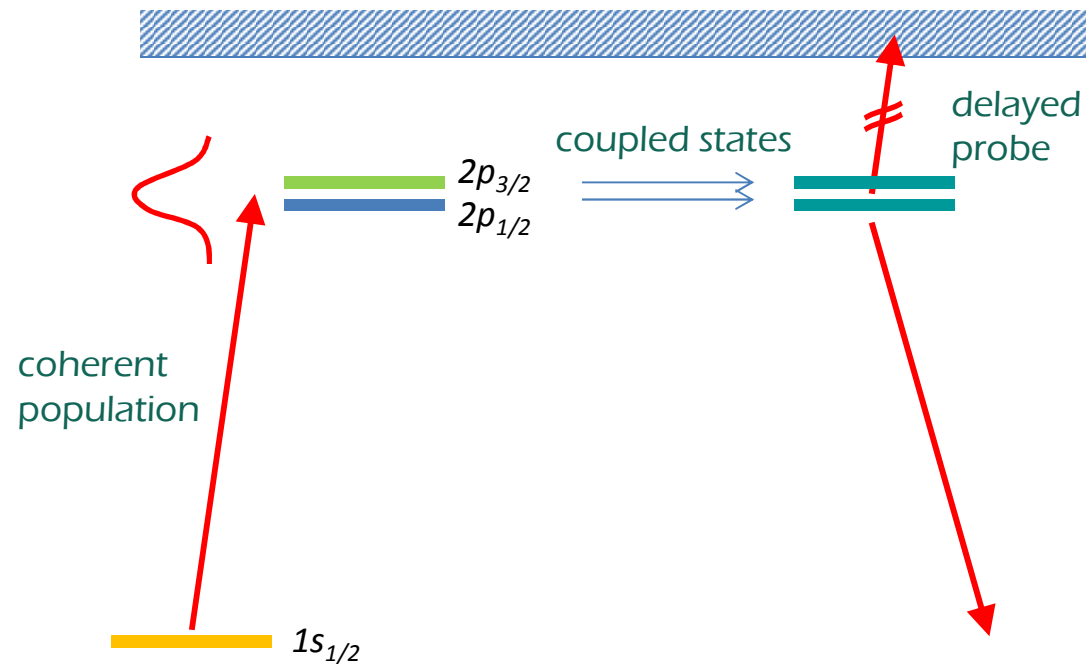 delayed
probe
coupled states
2p3/2
2p1/2
coherent
population
1s1/2